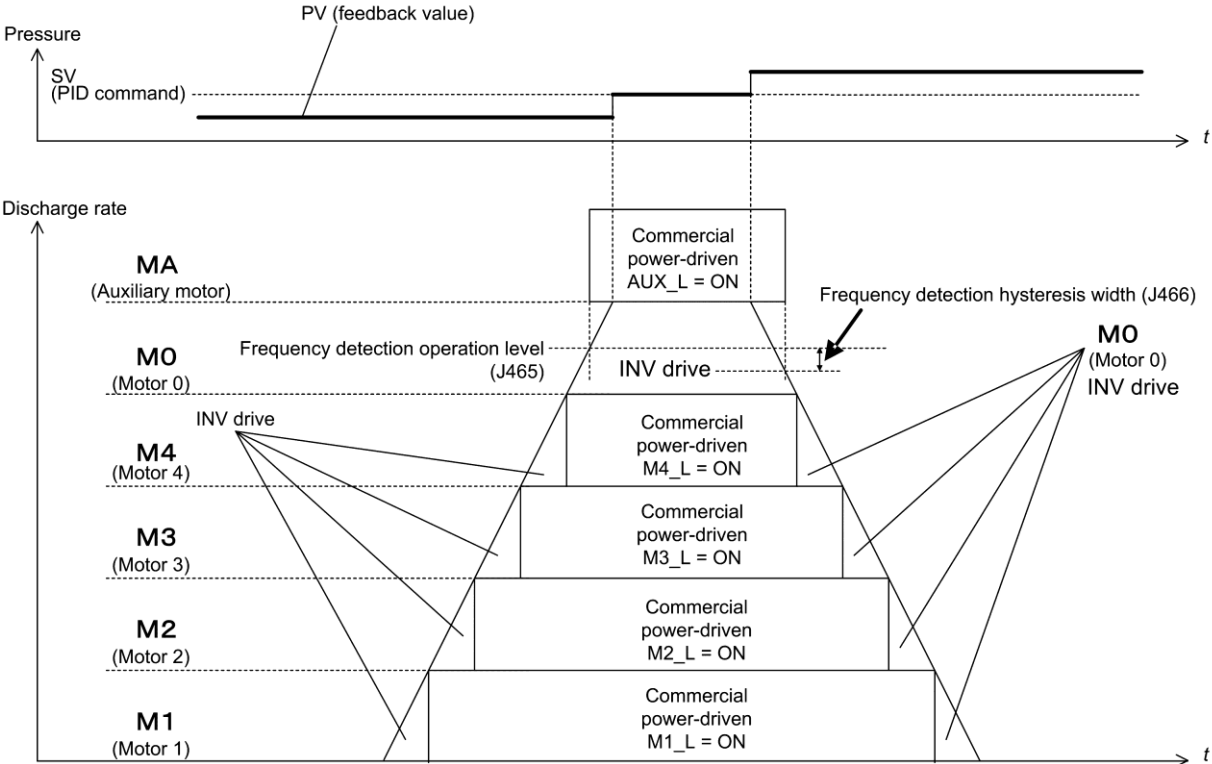 PV (feedback value)
Pressure
SV
(PID command)
t
Discharge rate
MA
(Auxiliary motor)
Commercial
power-driven
AUX_L = ON
Frequency detection hysteresis width (J466)
M0
(Motor 0)
Frequency detection operation level
(J465)
INV drive
M0
(Motor 0)
INV drive
INV drive
M4
(Motor 4)
Commercial
power-driven
M4_L = ON
M3
(Motor 3)
Commercial
power-driven
M3_L = ON
M2
(Motor 2)
Commercial
power-driven
M2_L = ON
M1
(Motor 1)
Commercial
power-driven
M1_L = ON
t